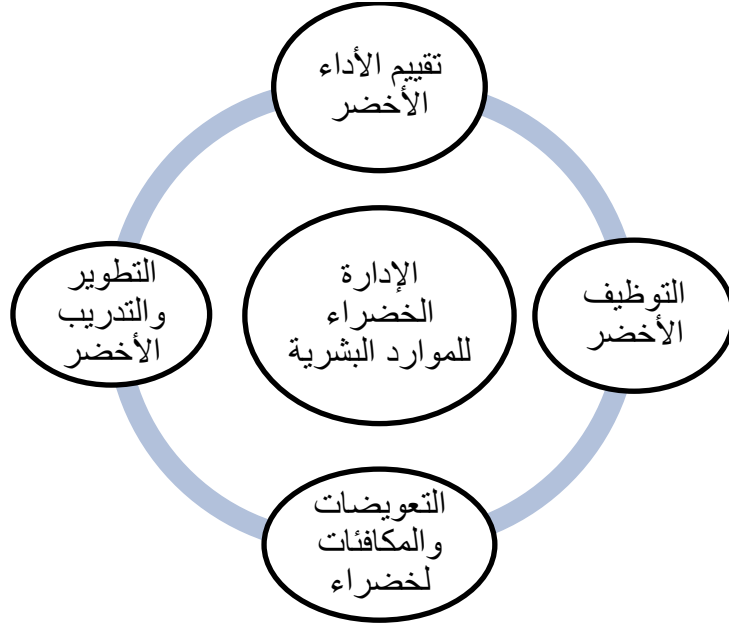 تقييم الأداء
الأخضر
الإدارة
الخضراء
للموارد البشرية
التوظيف
الأخضر
التطوير
والتدريب
الأخضر
التعويضات
والمكافئات
لخضراء